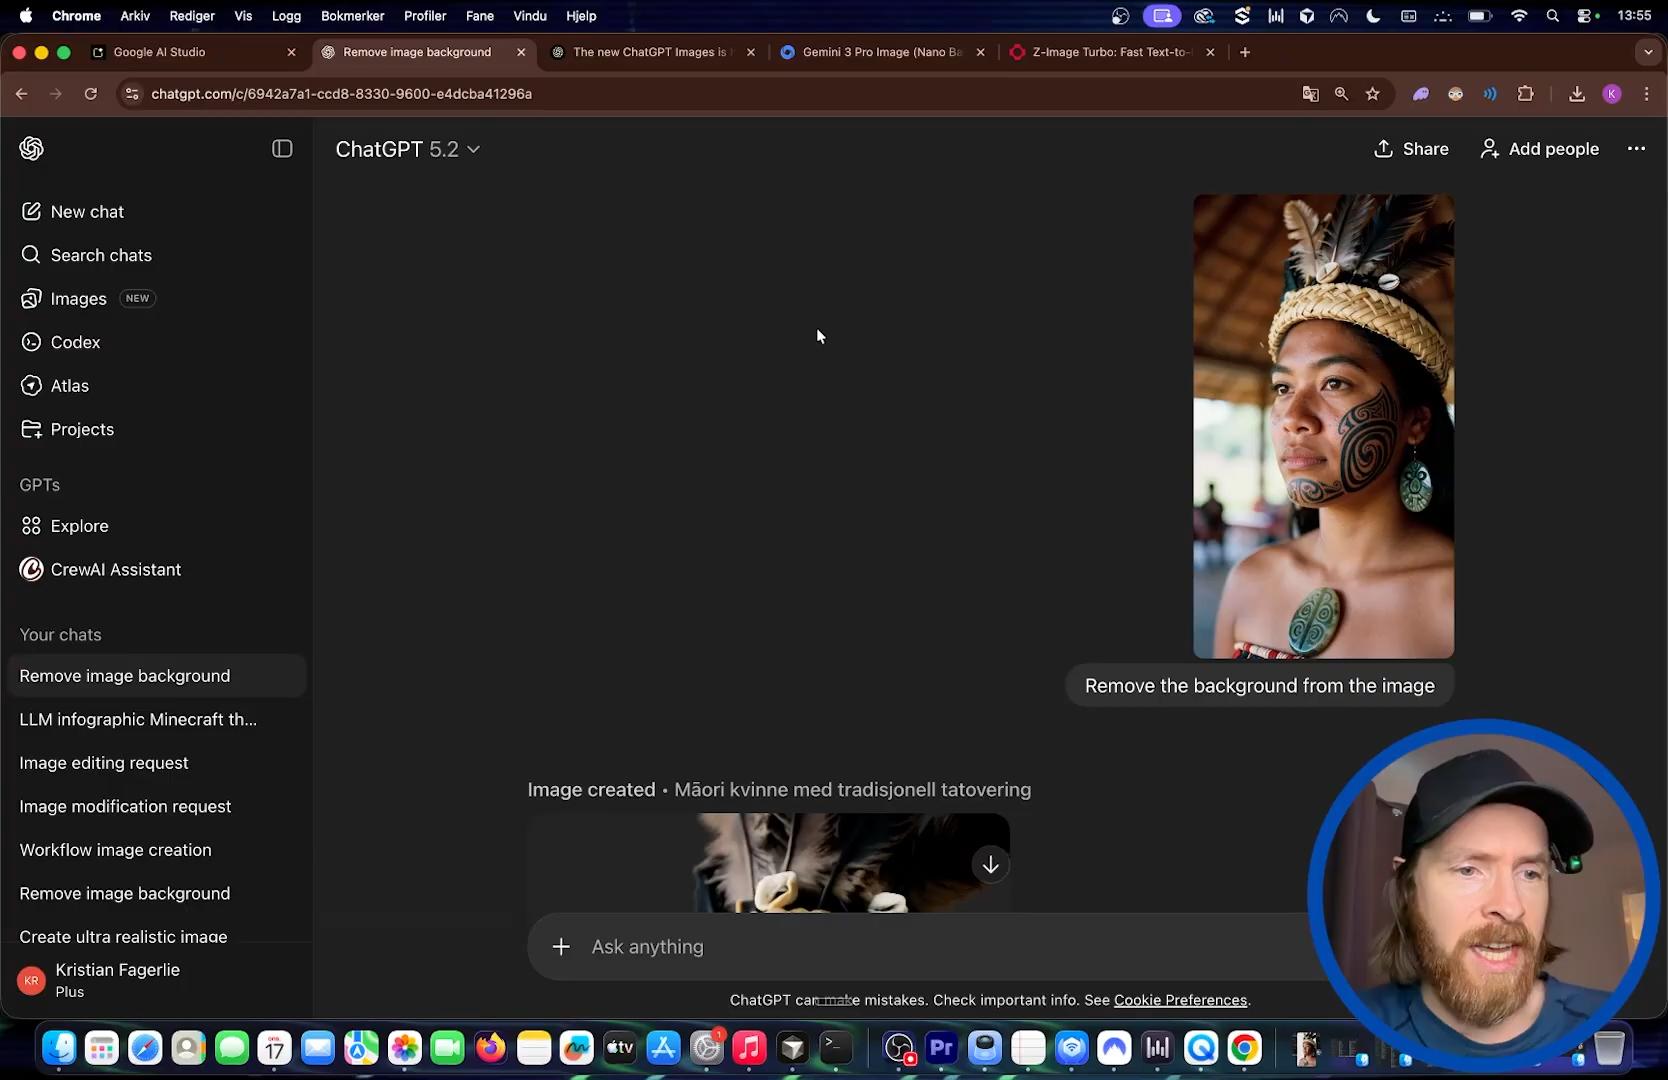 Chrome Arkiv Rediger Vis Logg Bokmerker Profiler Fane Vindu Hjelp 13:55
Google AI Studio
Remove image background
The new ChatGPT Images is
Gemini 3 Pro Image (Nano Ba
Z-Image Turbo: Fast Text-to-
chatgpt.com/c/6942a7a1-ccd8-8330-9600-e4dcba41296a
K
ChatGPT 5.2
Share
Add people
New chat
Search chats
Images NEW
Codex
Atlas
Projects
GPTs
Explore
CrewAI Assistant
Your chats
Remove image background
LLM infographic Minecraft th...
Image editing request
Image modification request
Workflow image creation
Remove image background
Create ultra realistic image
KR
Kristian Fagerlie
Plus
Remove the background from the image
Image created • Māori kvinne med tradisjonell tatovering
Ask anything
ChatGPT can make mistakes. Check important info. See Cookie Preferences.
17
tv
1
Pr